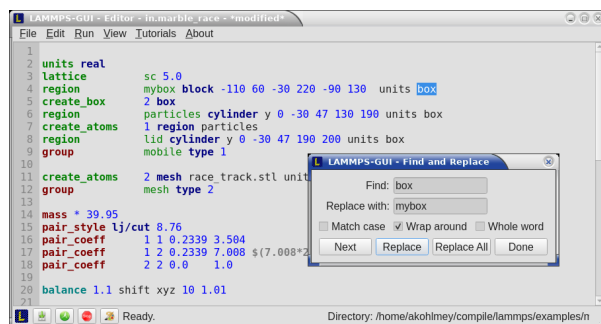 LAMMPS-GUI - Editor - in.marble_race - *modified*
File Edit Run View Tutorials About
1
2 units real
3 lattice sc 5.0
4 region mybox block -110 60 -30 220 -90 130 units box
5 create_box 2 box
6 region particles cylinder y 0 -30 47 130 190 units box
7 create_atoms 1 region particles
8 region lid cylinder y 0 -30 47 190 200 units box
9 group mobile type 1
10
11 create_atoms 2 mesh race_track.stl unit
12 group mesh type 2
13
14 mass * 39.95
15 pair_style lj/cut 8.76
16 pair_coeff 1 1 0.2339 3.504
17 pair_coeff 1 2 0.2339 7.008 $(7.008*2
18 pair_coeff 2 2 0.0 1.0
19
20 balance 1.1 shift xyz 10 1.01
21
LAMMPS-GUI - Find and Replace
Find: box
Replace with: mybox
Match case Wrap around Whole word
Next Replace Replace All Done
Ready. Directory: /home/akohlmey/compile/lammps/examples/